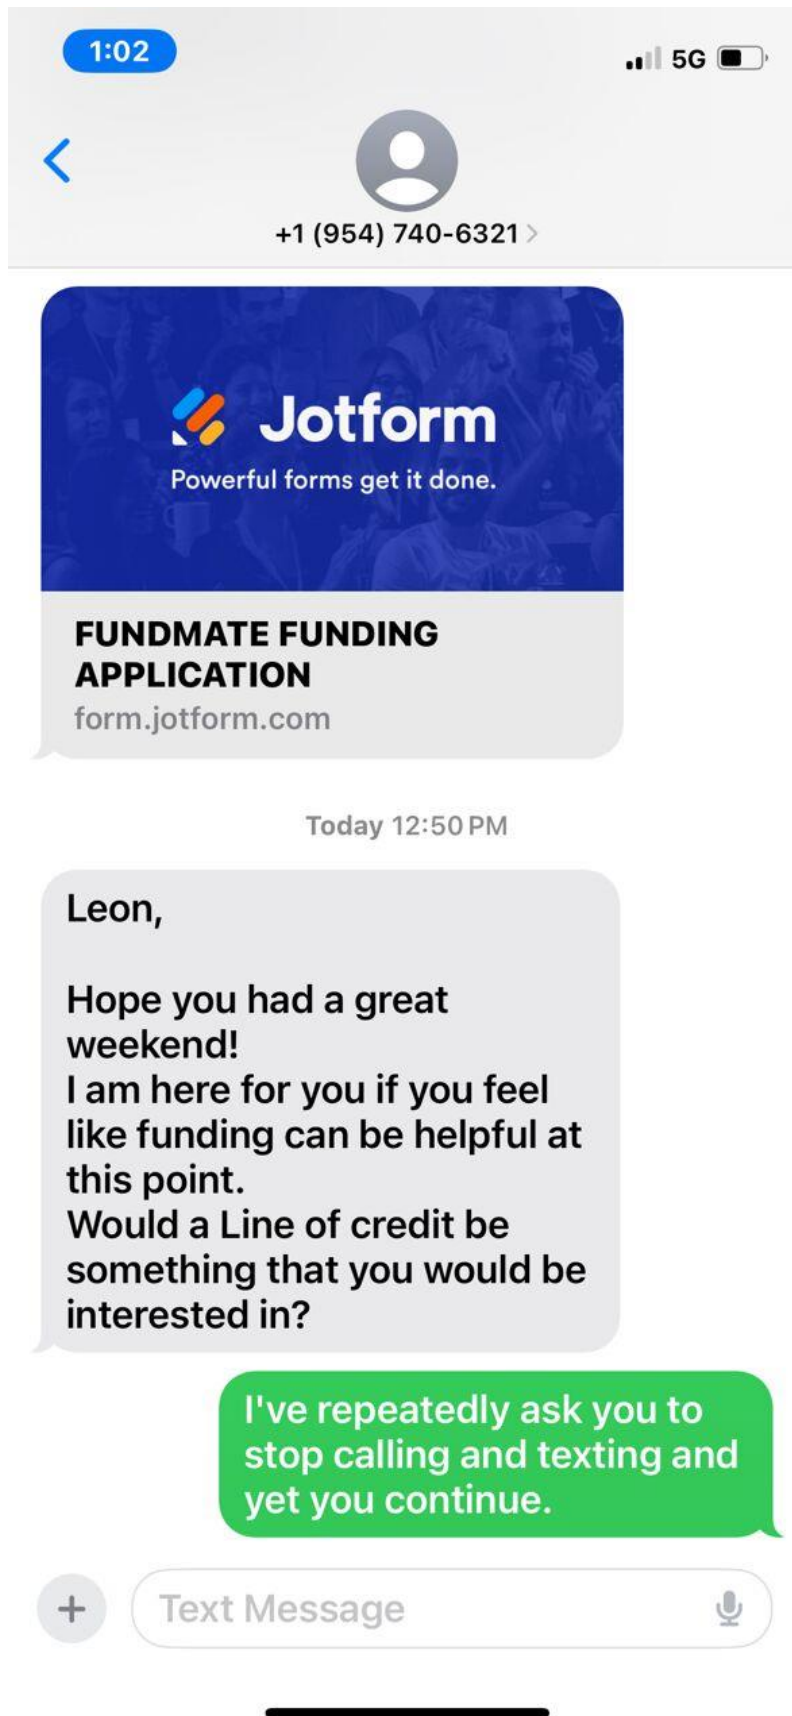 1:02
5G
+1 (954) 740-6321
Jotform
Powerful forms get it done.
FUNDMATE FUNDING
APPLICATION
form.jotform.com
Today 12:50 PM
Leon,
Hope you had a great
weekend!
I am here for you if you feel
like funding can be helpful at
this point.
Would a Line of credit be
something that you would be
interested in?
I've repeatedly ask you to
stop calling and texting and
yet you continue.
Text Message